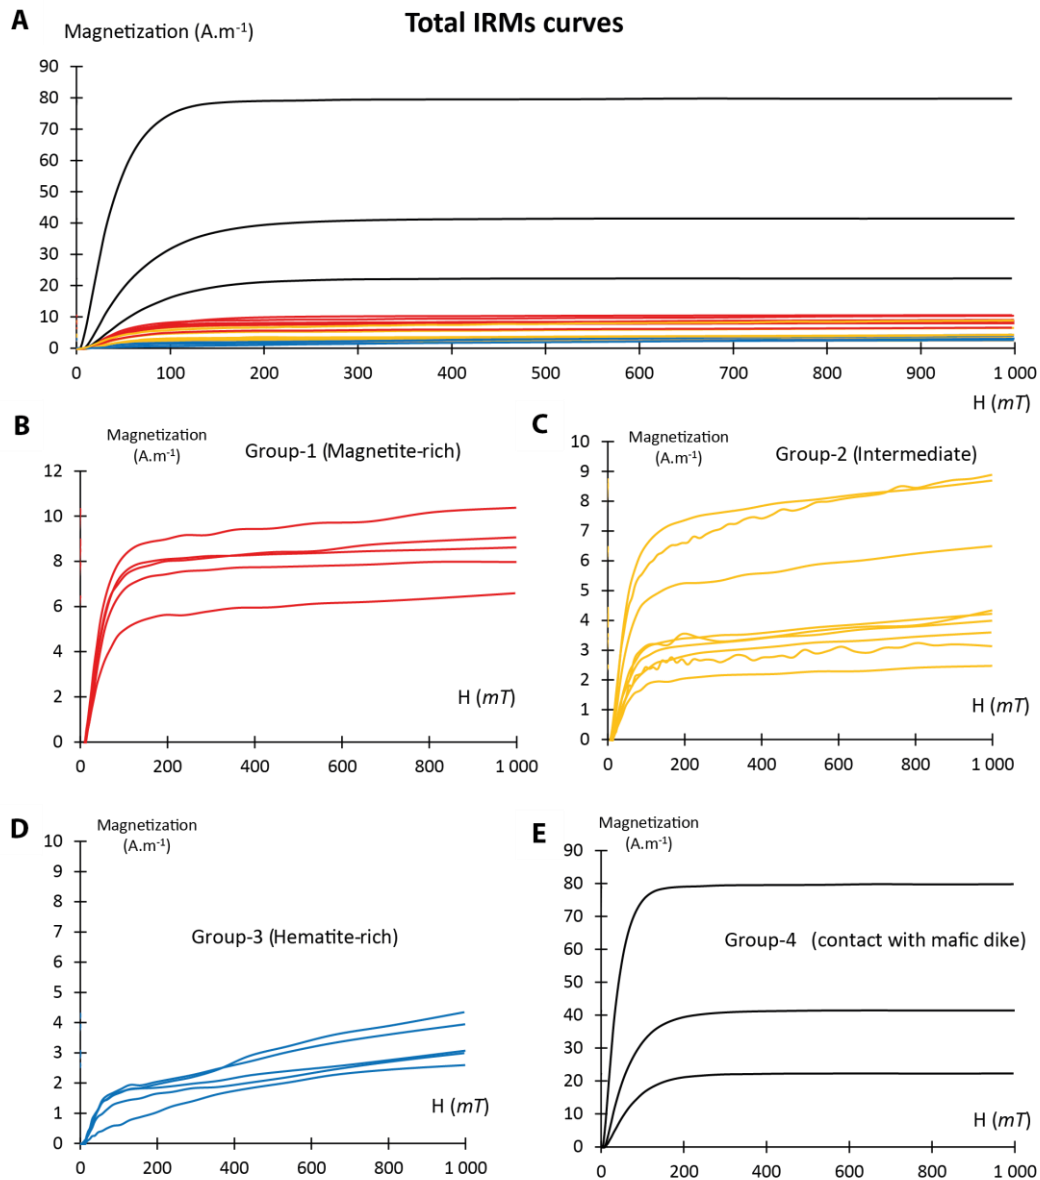 A
Total IRMs curves
Magnetization (A.m-1)
90
80
70
60
50
40
30
20
10
0
0 100 200 300 400 500 600 700 800 900 1 000
H (mT)
B
Magnetization
(A.m-1)
Group-1 (Magnetite-rich)
12
10
8
6
4
2
0
H (mT)
0 200 400 600 800 1 000
C
Magnetization
(A.m-1)
Group-2 (Intermediate)
10
9
8
7
6
5
4
3
2
1
0
H (mT)
0 200 400 600 800 1 000
D
Magnetization
(A.m-1)
10
9
8
7
6
5
4
3
2
1
0
Group-3 (Hematite-rich)
H (mT)
0 200 400 600 800 1 000
E
Magnetization
(A.m-1)
90
80
70
60
50
40
30
20
10
0
Group-4 (contact with mafic dike)
H (mT)
0 200 400 600 800 1 000